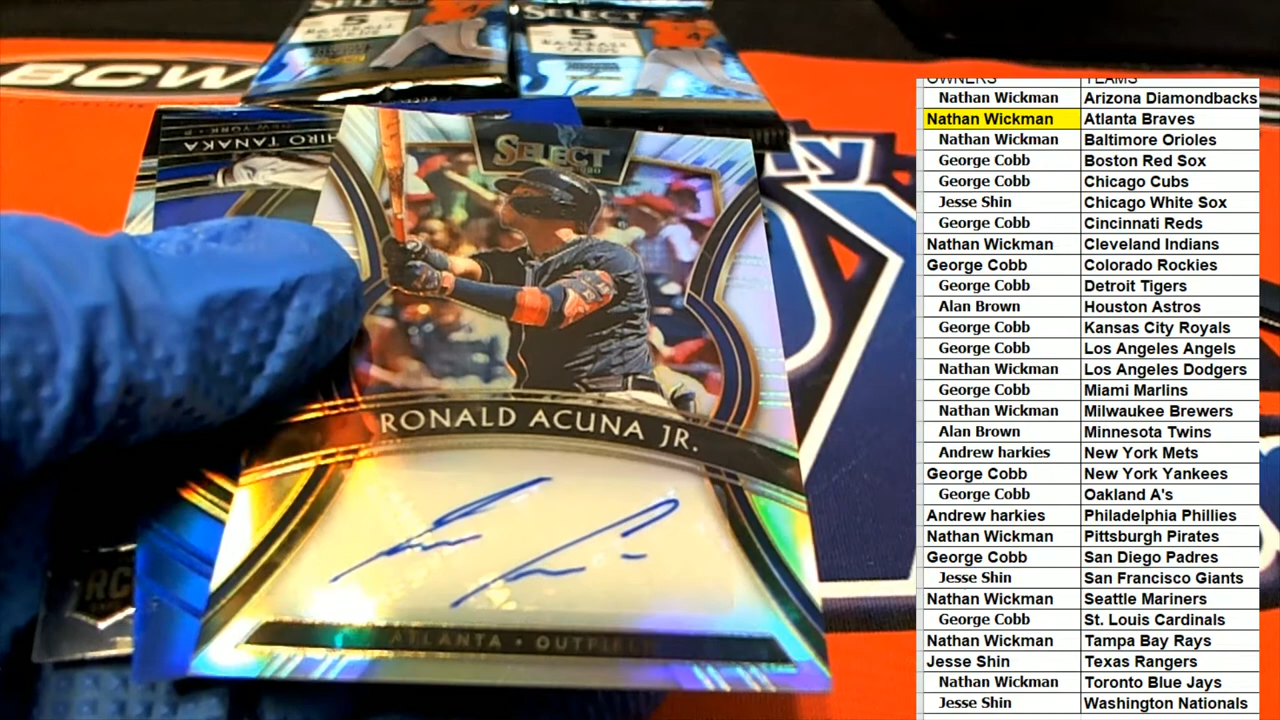 SELECT
5
BASEBALL
CARDS
SELECT
5
BASEBALL
CARDS
BCW
HIRO TANAKA
NEW YORK • P
SELECT
RONALD ACUNA JR.
ATLANTA • OUTFIEL
RC
OWNERS TEAMS
Nathan Wickman Arizona Diamondbacks
Nathan Wickman Atlanta Braves
Nathan Wickman Baltimore Orioles
George Cobb Boston Red Sox
George Cobb Chicago Cubs
Jesse Shin Chicago White Sox
George Cobb Cincinnati Reds
Nathan Wickman Cleveland Indians
George Cobb Colorado Rockies
George Cobb Detroit Tigers
Alan Brown Houston Astros
George Cobb Kansas City Royals
George Cobb Los Angeles Angels
Nathan Wickman Los Angeles Dodgers
George Cobb Miami Marlins
Nathan Wickman Milwaukee Brewers
Alan Brown Minnesota Twins
Andrew harkies New York Mets
George Cobb New York Yankees
George Cobb Oakland A's
Andrew harkies Philadelphia Phillies
Nathan Wickman Pittsburgh Pirates
George Cobb San Diego Padres
Jesse Shin San Francisco Giants
Nathan Wickman Seattle Mariners
George Cobb St. Louis Cardinals
Nathan Wickman Tampa Bay Rays
Jesse Shin Texas Rangers
Nathan Wickman Toronto Blue Jays
Jesse Shin Washington Nationals